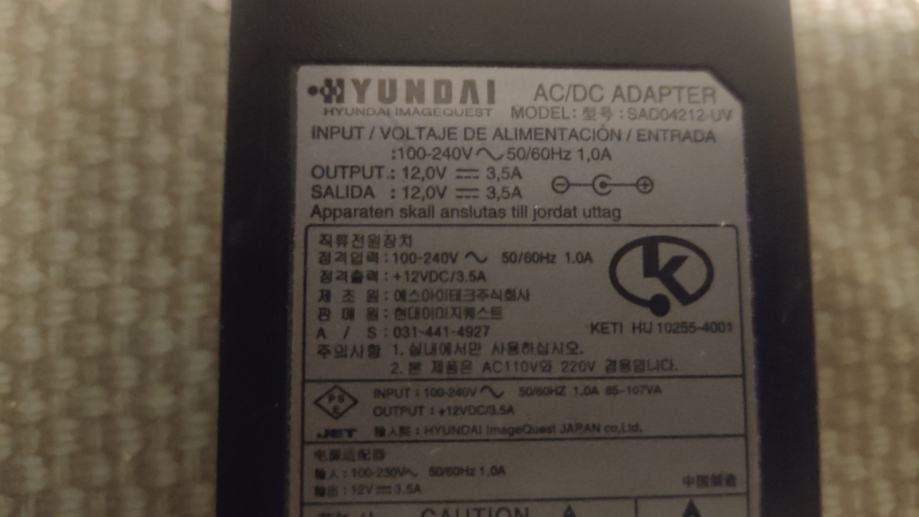 HYUNDAI
HYUNDAI IMAGEQUEST
AC/DC ADAPTER
MODEL: 型号 : SAD04212-UV
INPUT / VOLTAJE DE ALIMENTACIÓN / ENTRADA
:100-240V 50/60Hz 1,0A
OUTPUT.: 12,0V 3,5A
SALIDA : 12,0V 3,5A
Apparaten skall anslutas till jordat uttag
직류전원장치
정격입력 : 100-240V 50/60Hz 1.0A
정격출력 : +12VDC/3.5A
제 조 원 : 에스아이테크주식회사
판 매 원 : 현대이미지퀘스트
A / S : 031-441-4927
주의사항 1. 실내에서만 사용하십시오.
2. 본 제품은 AC110V와 220V 겸용입니다.
K
KETI HU 10255-4001
PS
E
JET
INPUT : 100-240V 50/60HZ 1.0A 85-107VA
OUTPUT : +12VDC/3.5A
HYUNDAI ImageQuest JAPAN co,Ltd.
电源适配器
输入 : 100-230V 50/60Hz 1.0A
输出 : 12V 3.5A
中国制造
CAUTION